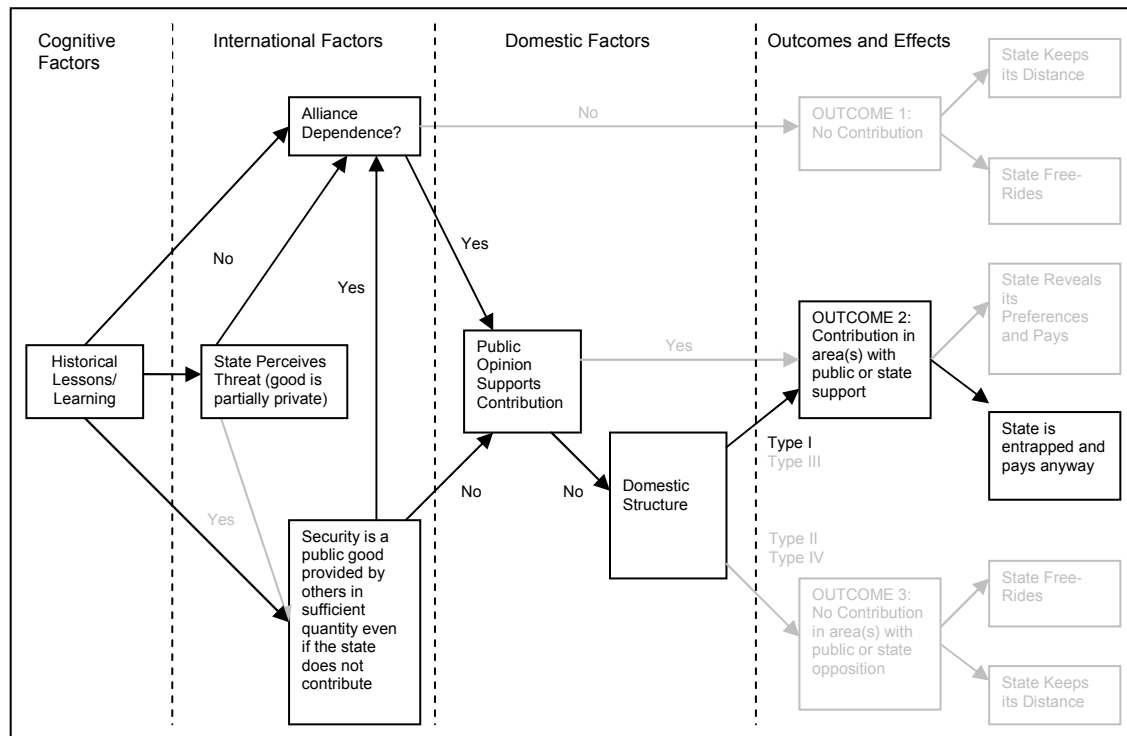 Cognitive
Factors
International Factors
Domestic Factors
Outcomes and Effects
State Keeps
its Distance
Alliance
Dependence?
No
OUTCOME 1:
No Contribution
State Free-
Rides
No
Yes
Yes
State Reveals
its
Preferences
and Pays
Historical
Lessons/
Learning
State Perceives
Threat (good is
partially private)
Public
Opinion
Supports
Contribution
Yes
OUTCOME 2:
Contribution in
area(s) with
public or state
support
State is
entrapped and
pays anyway
Type I
Type III
No
No
Domestic
Structure
Yes
Security is a
public good
provided by
others in
sufficient
quantity even
if the state
does not
contribute
Type II
Type IV
OUTCOME 3:
No Contribution
in area(s) with
public or state
opposition
State Free-
Rides
State Keeps
its Distance